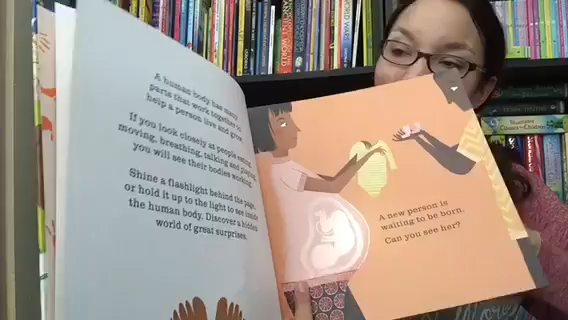 A human body has many
parts that work together to
help a person live and grow.
If you look closely at people eating,
moving, breathing, talking and playing,
you will see their bodies working.
Shine a flashlight behind the page,
or hold it up to the light to see inside
the human body. Discover a hidden
world of great surprises.
A new person is
waiting to be born.
Can you see her?